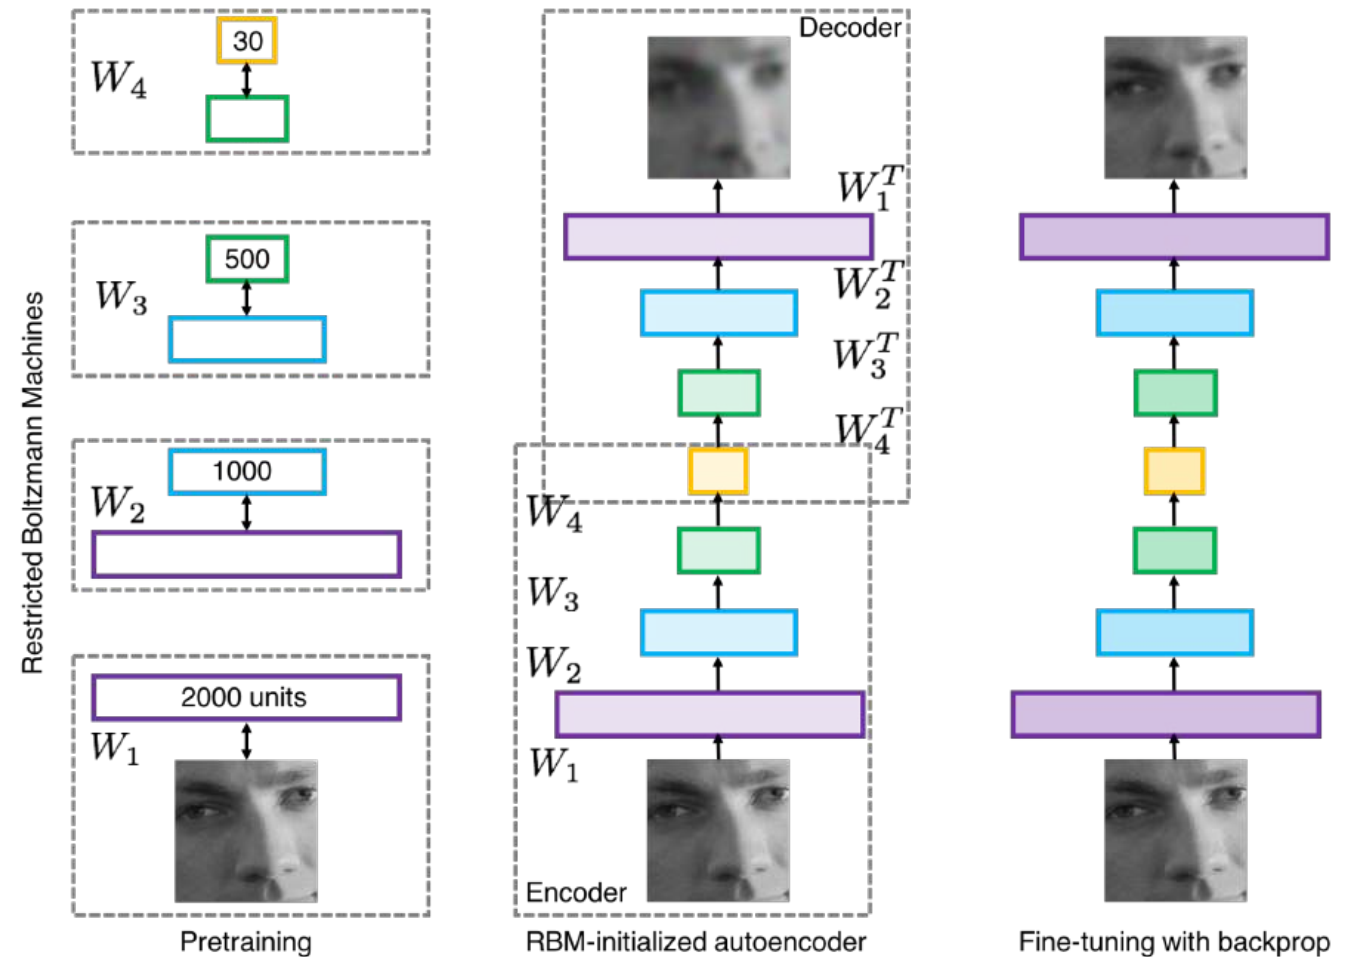 Restricted Boltzmann Machines
30
W₄
500
W₃
1000
W₂
2000 units
W₁
Pretraining
Decoder
W₁ᵀ
W₂ᵀ
W₃ᵀ
W₄ᵀ
W₄
W₃
W₂
W₁
Encoder
RBM-initialized autoencoder
Fine-tuning with backprop